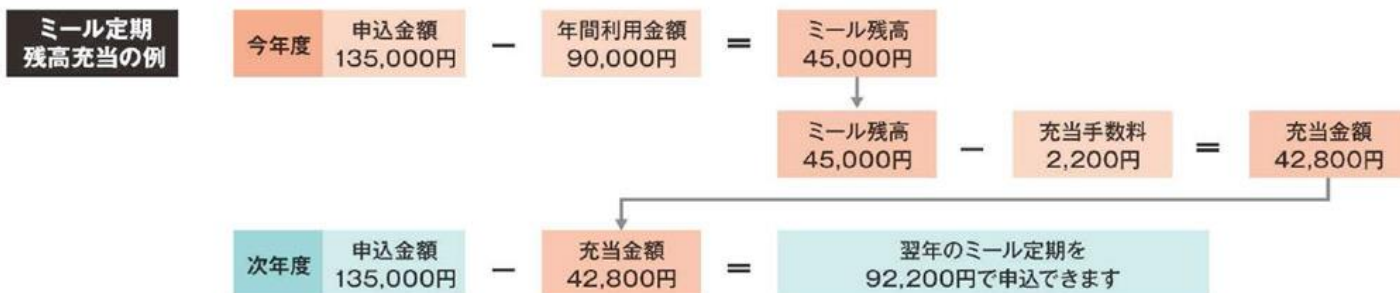 ミール定期
残高充当の例
今年度
申込金額
135,000円
−
年間利用金額
90,000円
=
ミール残高
45,000円
ミール残高
45,000円
−
充当手数料
2,200円
=
充当金額
42,800円
次年度
申込金額
135,000円
−
充当金額
42,800円
=
翌年のミール定期を
92,200円で申込できます